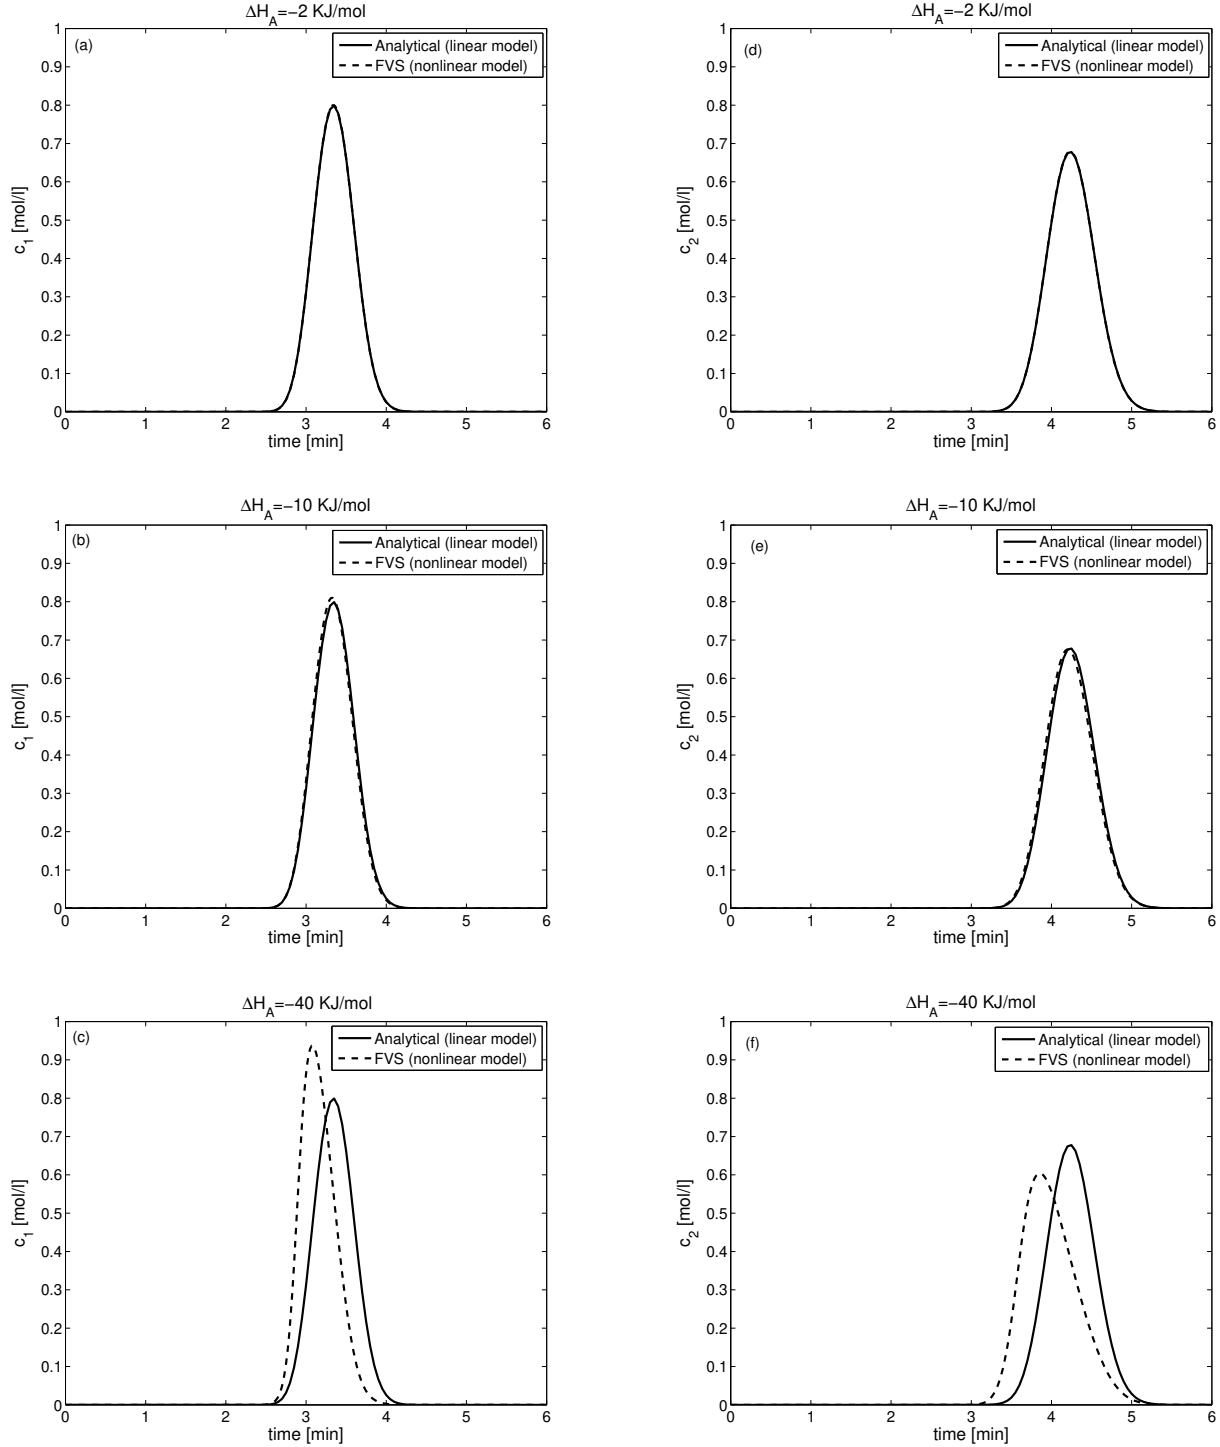 ΔH_A=−2 KJ/mol
(a)
Analytical (linear model)
FVS (nonlinear model)
1
0.9
0.8
0.7
0.6
0.5
0.4
0.3
0.2
0.1
0
c_1 [mol/l]
0 1 2 3 4 5 6
time [min]
ΔH_A=−2 KJ/mol
(d)
Analytical (linear model)
FVS (nonlinear model)
1
0.9
0.8
0.7
0.6
0.5
0.4
0.3
0.2
0.1
0
c_2 [mol/l]
0 1 2 3 4 5 6
time [min]
ΔH_A=−10 KJ/mol
(b)
Analytical (linear model)
FVS (nonlinear model)
1
0.9
0.8
0.7
0.6
0.5
0.4
0.3
0.2
0.1
0
c_1 [mol/l]
0 1 2 3 4 5 6
time [min]
ΔH_A=−10 KJ/mol
(e)
Analytical (linear model)
FVS (nonlinear model)
1
0.9
0.8
0.7
0.6
0.5
0.4
0.3
0.2
0.1
0
c_2 [mol/l]
0 1 2 3 4 5 6
time [min]
ΔH_A=−40 KJ/mol
(c)
Analytical (linear model)
FVS (nonlinear model)
1
0.9
0.8
0.7
0.6
0.5
0.4
0.3
0.2
0.1
0
c_1 [mol/l]
0 1 2 3 4 5 6
time [min]
ΔH_A=−40 KJ/mol
(f)
Analytical (linear model)
FVS (nonlinear model)
1
0.9
0.8
0.7
0.6
0.5
0.4
0.3
0.2
0.1
0
c_2 [mol/l]
0 1 2 3 4 5 6
time [min]